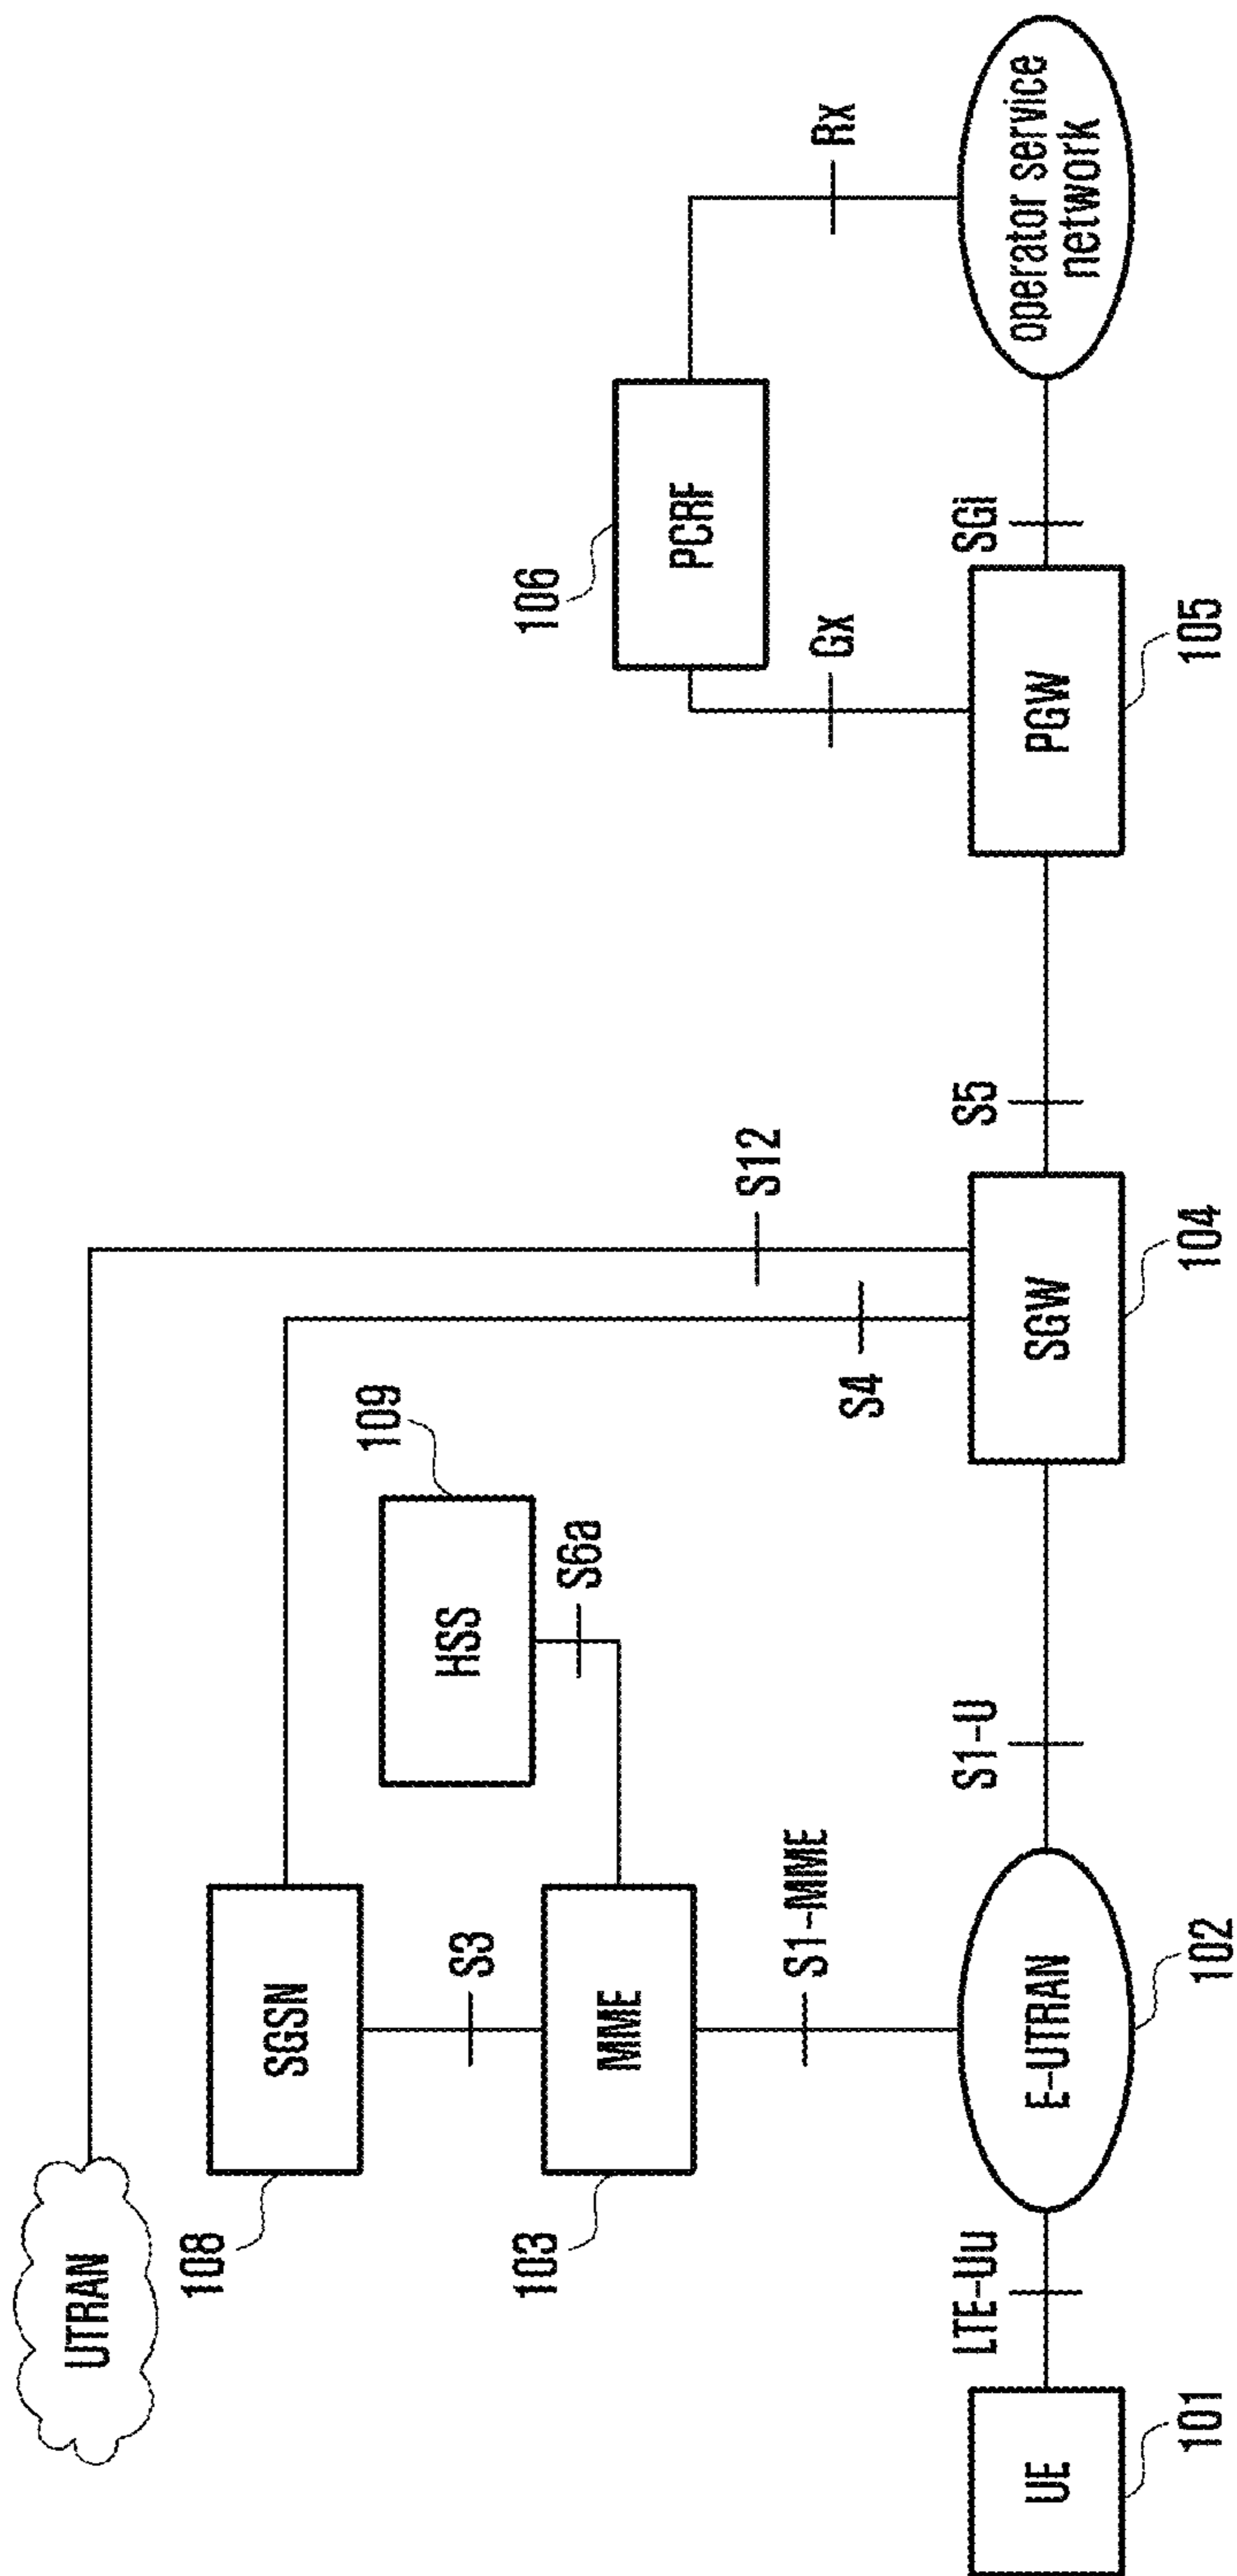 UTRAN
108
SGSN
109
HSS
S3
S6a
S12
103
MME
S4
106
PCRF
S1-MME
Gx
Rx
LTE-Uu
S1-U
S5
SGi
UE
E-UTRAN
SGW
PGW
operator service
network
101
102
104
105